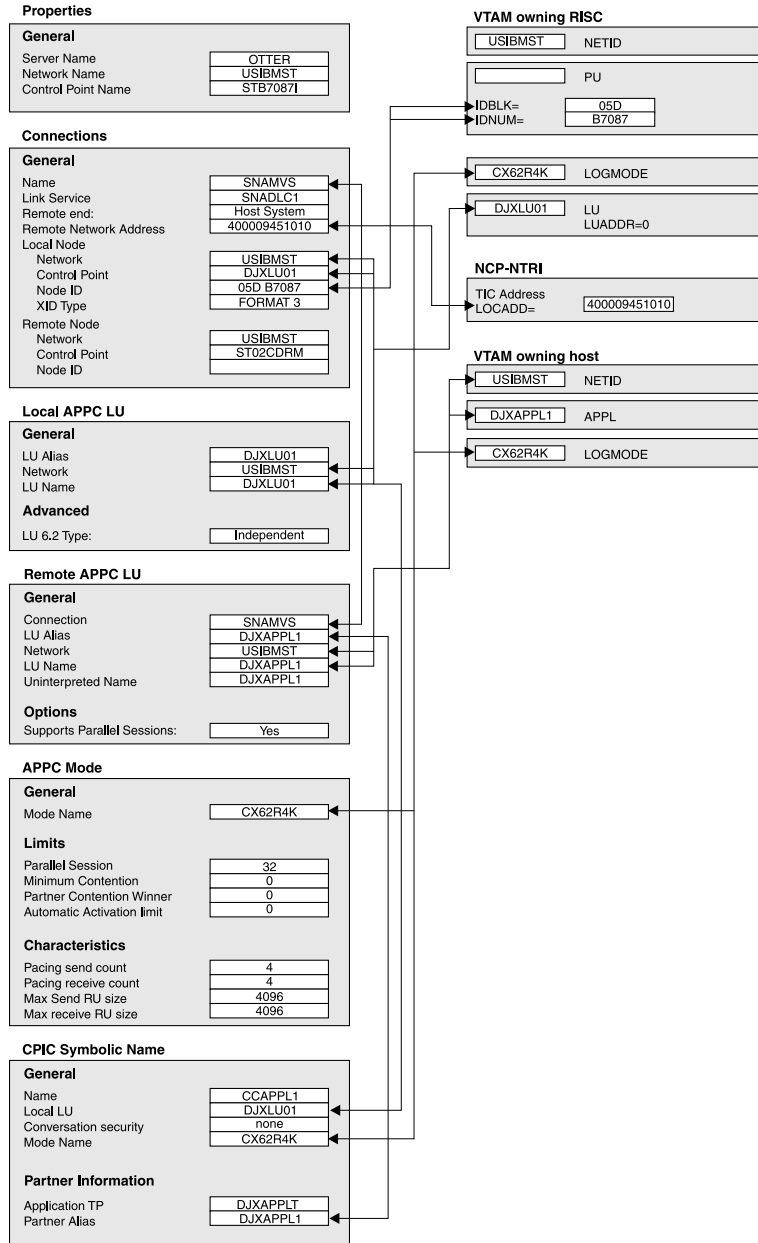 Properties
General
Server Name OTTER
Network Name USIBMST
Control Point Name STB7087I
Connections
General
Name SNAMVS
Link Service SNADLC1
Remote end: Host System
Remote Network Address 400009451010
Local Node
Network USIBMST
Control Point DJXLU01
Node ID 05D B7087
XID Type FORMAT 3
Remote Node
Network USIBMST
Control Point ST02CDRM
Node ID
Local APPC LU
General
LU Alias DJXLU01
Network USIBMST
LU Name DJXLU01
Advanced
LU 6.2 Type: Independent
Remote APPC LU
General
Connection SNAMVS
LU Alias DJXAPPL1
Network USIBMST
LU Name DJXAPPL1
Uninterpreted Name DJXAPPL1
Options
Supports Parallel Sessions: Yes
APPC Mode
General
Mode Name CX62R4K
Limits
Parallel Session 32
Minimum Contention 0
Partner Contention Winner 0
Automatic Activation limit 0
Characteristics
Pacing send count 4
Pacing receive count 4
Max Send RU size 4096
Max receive RU size 4096
CPIC Symbolic Name
General
Name CCAPPL1
Local LU DJXLU01
Conversation security none
Mode Name CX62R4K
Partner Information
Application TP DJXAPPLT
Partner Alias DJXAPPL1
VTAM owning RISC
USIBMST NETID
PU
IDBLK= 05D
IDNUM= B7087
CX62R4K LOGMODE
DJXLU01 LU
LUADDR=0
NCP-NTRI
TIC Address
LOCADD= 400009451010
VTAM owning host
USIBMST NETID
DJXAPPL1 APPL
CX62R4K LOGMODE